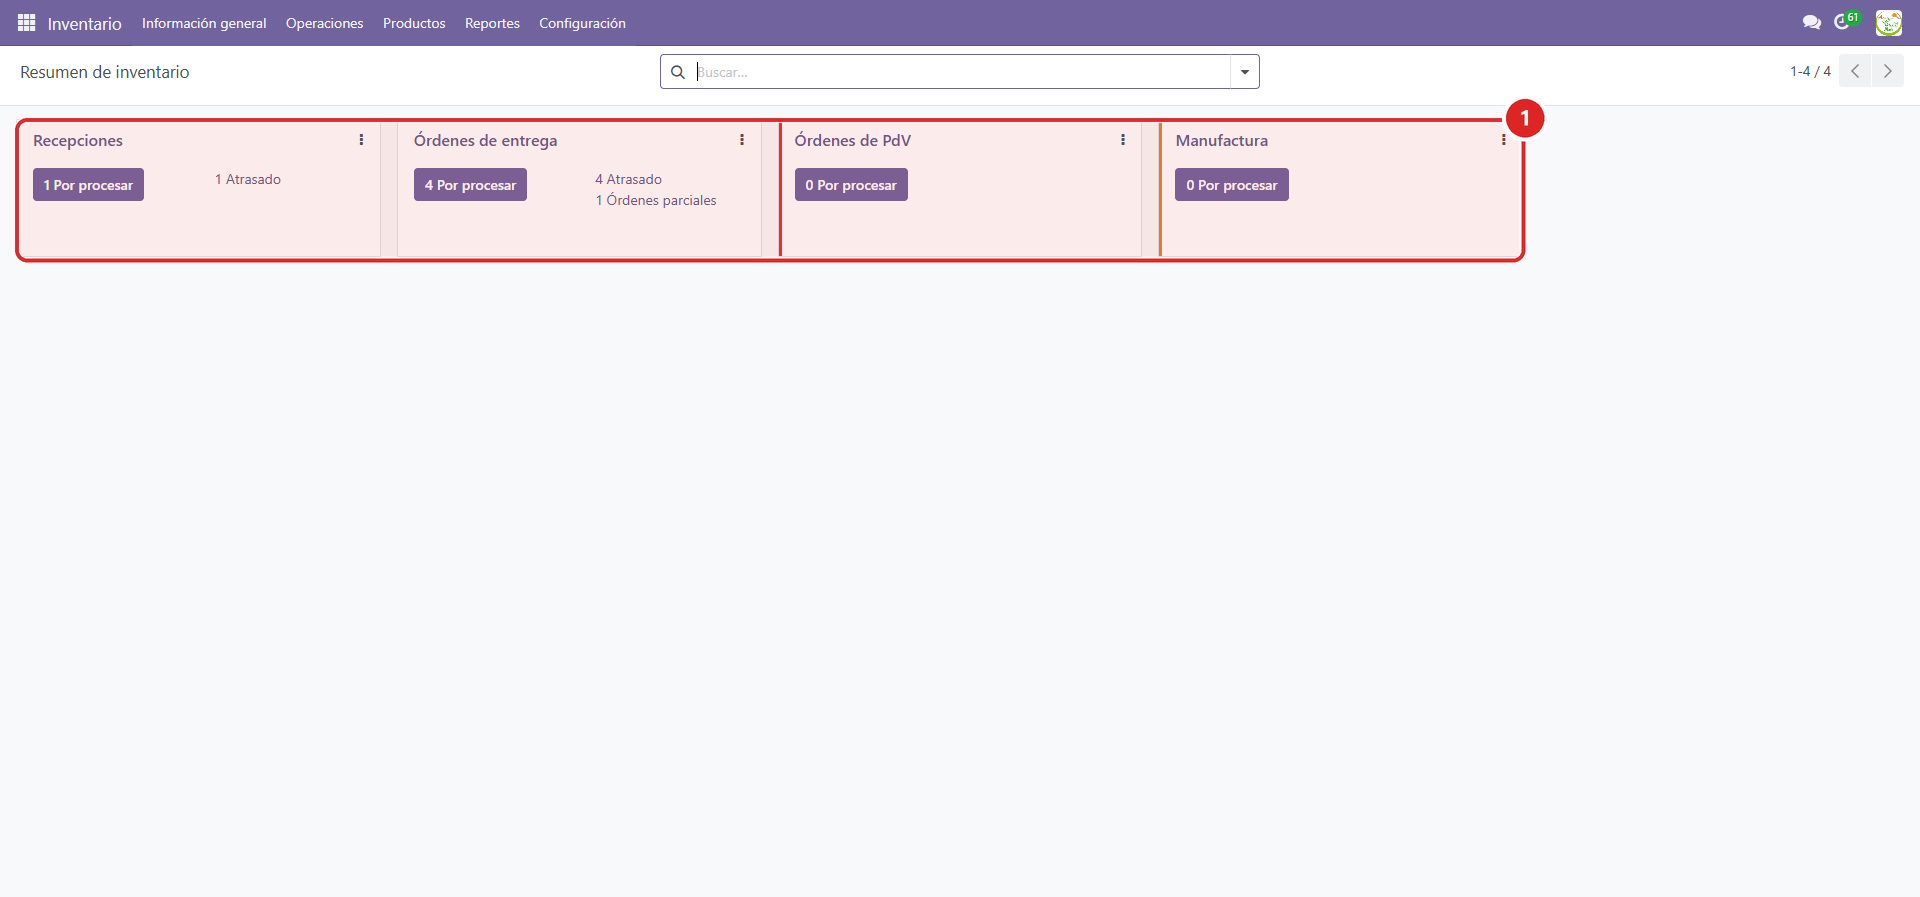 Inventario Información general Operaciones Productos Reportes Configuración 61
Resumen de inventario Buscar... 1-4 / 4
1
Recepciones Órdenes de entrega Órdenes de PdV Manufactura
1 Por procesar 1 Atrasado 4 Por procesar 4 Atrasado 0 Por procesar 0 Por procesar
1 Órdenes parciales